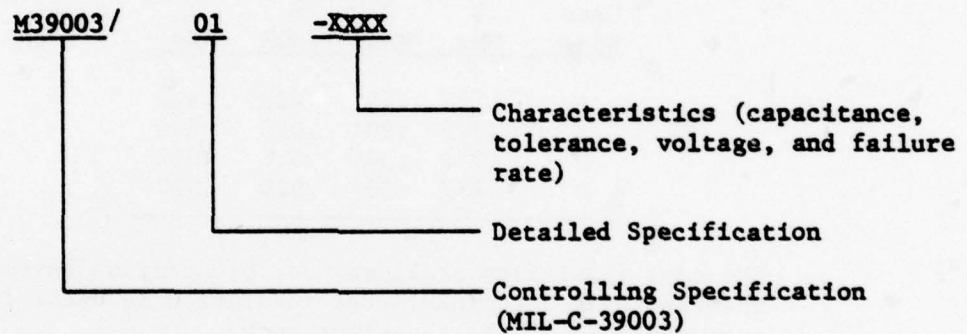 M39003/ 01 -XXXX
Characteristics (capacitance,
tolerance, voltage, and failure
rate)
Detailed Specification
Controlling Specification
(MIL-C-39003)